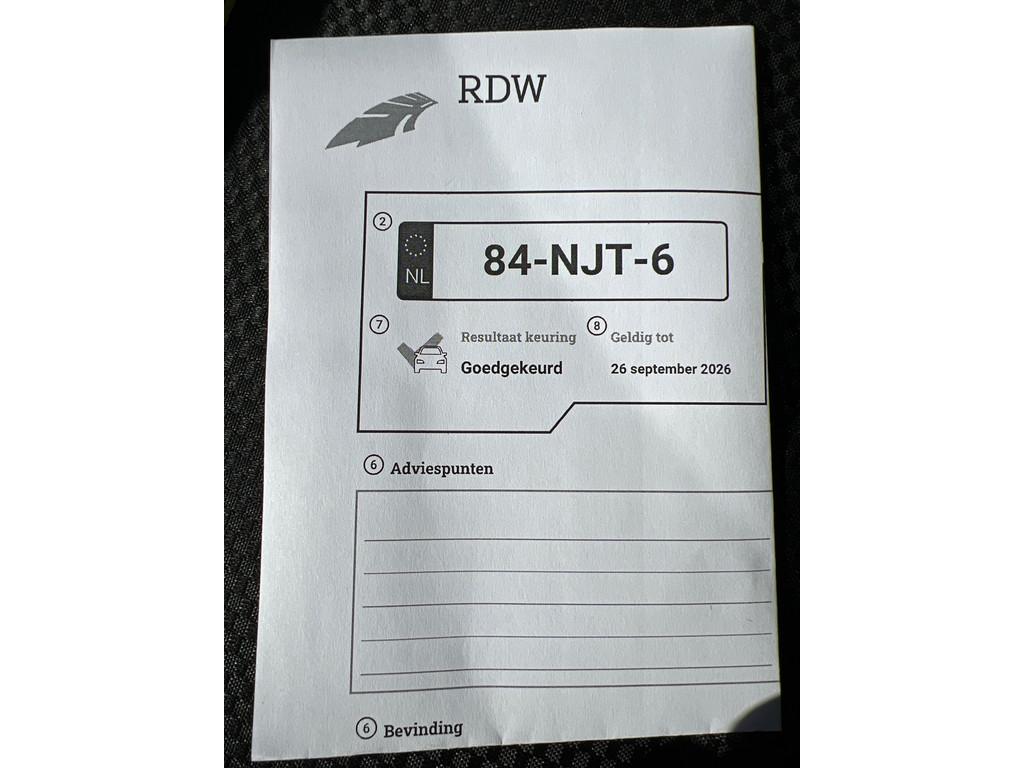 RDW
2
NL
84-NJT-6
7
Resultaat keuring
8
Geldig tot
Goedgekeurd
26 september 2026
6 Adviespunten
6 Bevinding